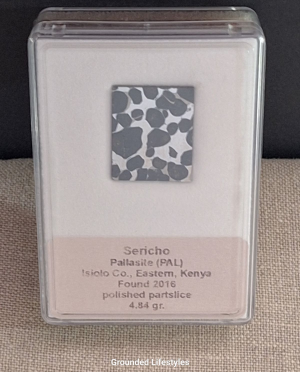 Sericho
Pallasite (PAL)
Isiolo Co., Eastern, Kenya
Found 2016
polished partslice
4.84 gr.
Grounded Lifestyles